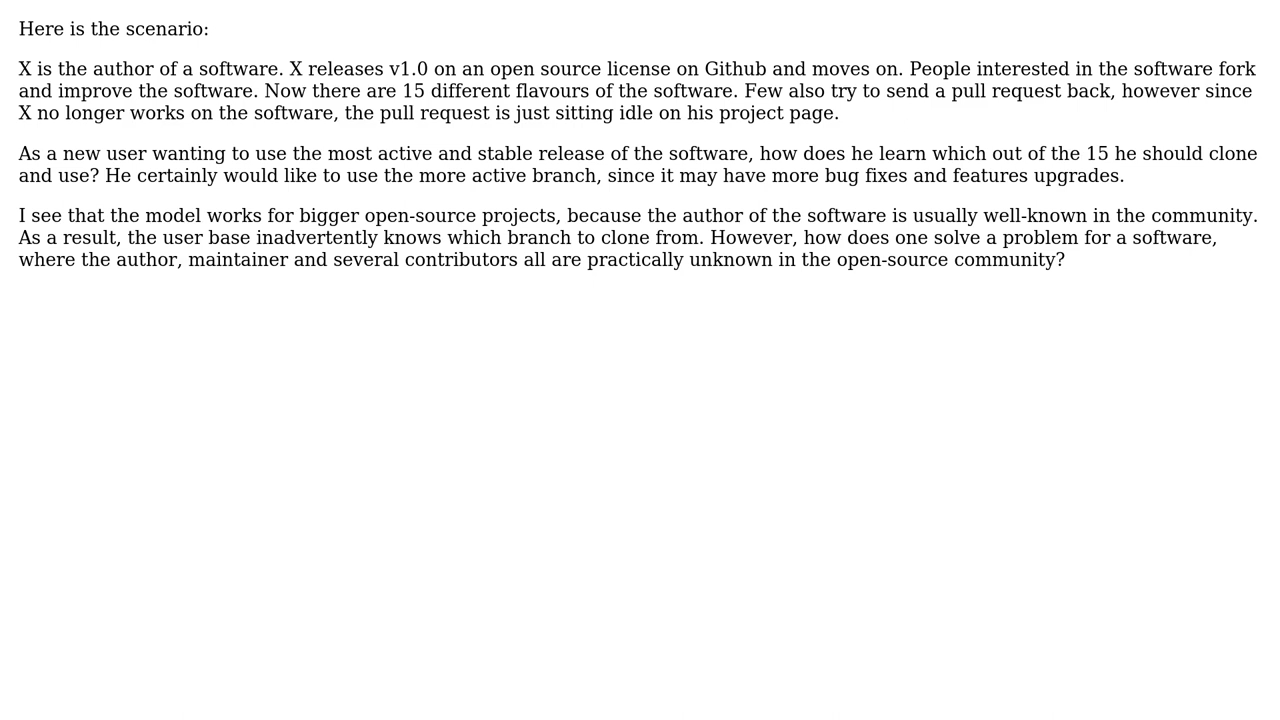 Here is the scenario:
X is the author of a software. X releases v1.0 on an open source license on Github and moves on. People interested in the software fork
and improve the software. Now there are 15 different flavours of the software. Few also try to send a pull request back, however since
X no longer works on the software, the pull request is just sitting idle on his project page.
As a new user wanting to use the most active and stable release of the software, how does he learn which out of the 15 he should clone
and use? He certainly would like to use the more active branch, since it may have more bug fixes and features upgrades.
I see that the model works for bigger open-source projects, because the author of the software is usually well-known in the community.
As a result, the user base inadvertently knows which branch to clone from. However, how does one solve a problem for a software,
where the author, maintainer and several contributors all are practically unknown in the open-source community?